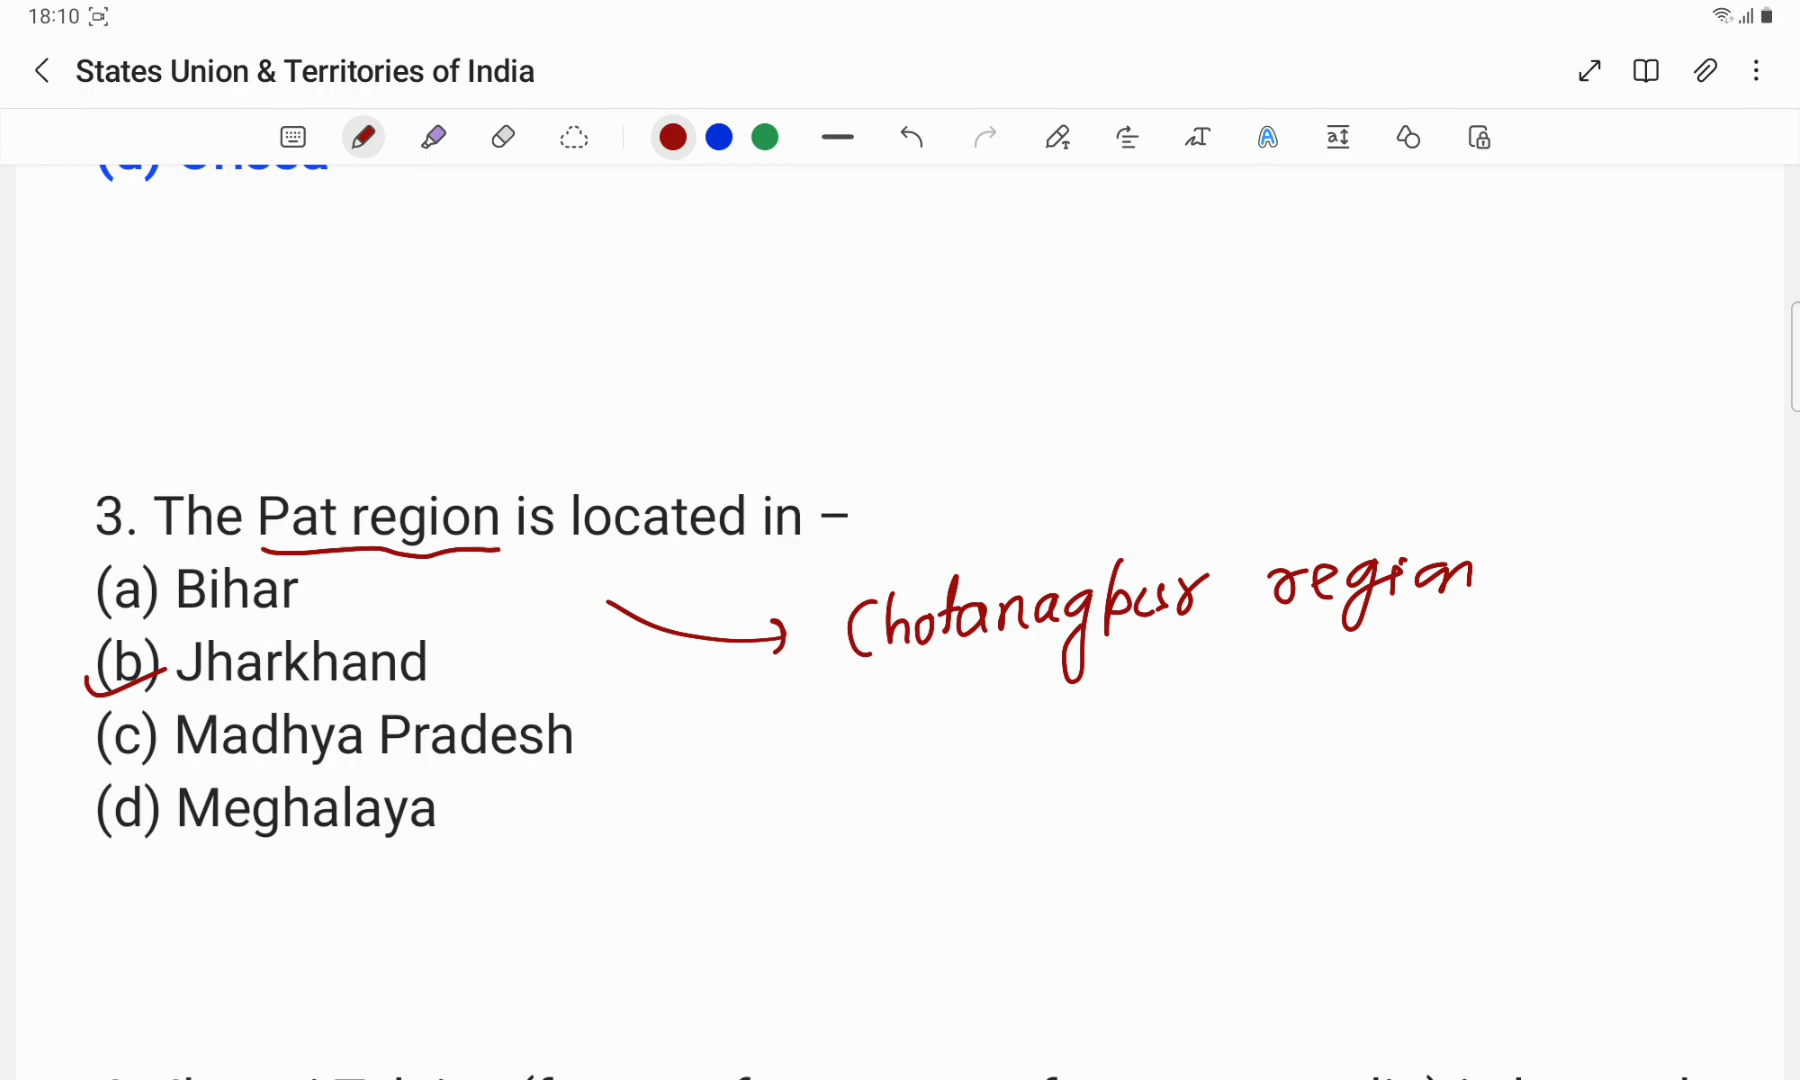 18:10
States Union & Territories of India
3. The Pat region is located in –
(a) Bihar
Chotanagpur region
(b) Jharkhand
(c) Madhya Pradesh
(d) Meghalaya